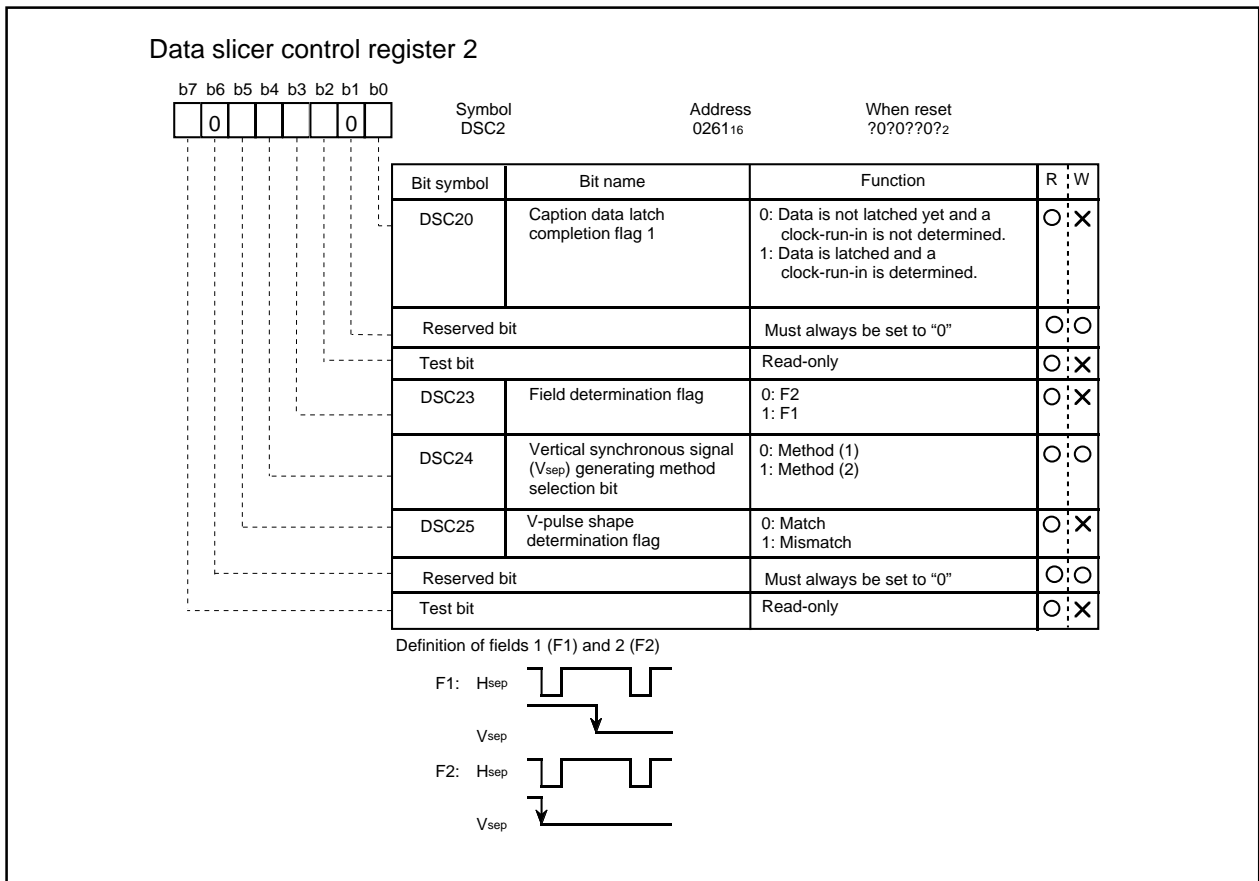 Data slicer control register 2
b7 b6 b5 b4 b3 b2 b1 b0
0 0
Symbol Address When reset
DSC2 026116 ?0?0??0?2
Bit symbol Bit name Function R W
DSC20 Caption data latch completion flag 1 0: Data is not latched yet and a clock-run-in is not determined. ○ ×
1: Data is latched and a clock-run-in is determined.
Reserved bit Must always be set to “0” ○ ○
Test bit Read-only ○ ×
DSC23 Field determination flag 0: F2 ○ ×
1: F1
DSC24 Vertical synchronous signal (Vsep) generating method selection bit 0: Method (1) ○ ○
1: Method (2)
DSC25 V-pulse shape determination flag 0: Match ○ ×
1: Mismatch
Reserved bit Must always be set to “0” ○ ○
Test bit Read-only ○ ×
Definition of fields 1 (F1) and 2 (F2)
F1: Hsep
Vsep
F2: Hsep
Vsep